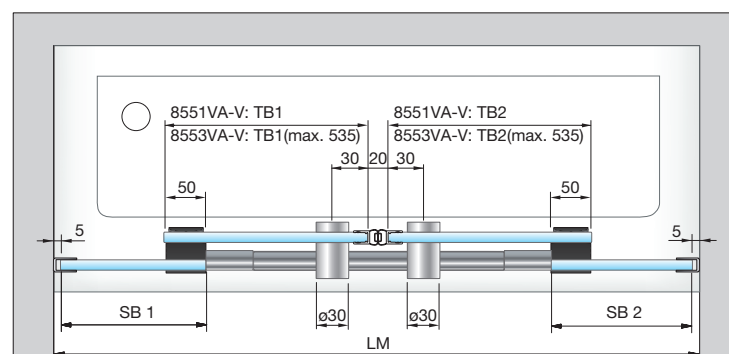 8551VA-V: TB1
8551VA-V: TB2
8553VA-V: TB1(max. 535)
8553VA-V: TB2(max. 535)
30 20 30
50
50
5
5
SB 1
ø30
ø30
SB 2
LM